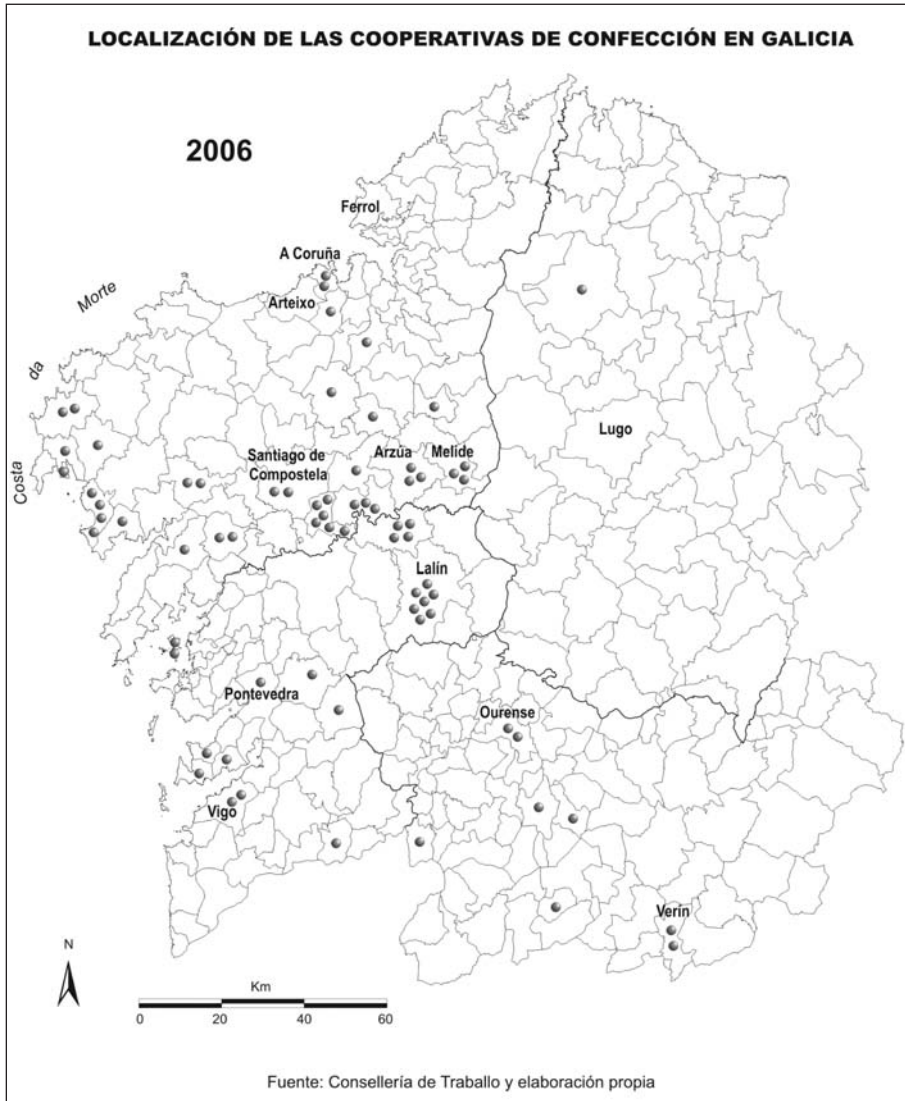 LOCALIZACIÓN DE LAS COOPERATIVAS DE CONFECCIÓN EN GALICIA
2006
Ferrol
A Coruña
Arteixo
Costa da Morte
Lugo
Santiago de
Compostela
Arzúa
Melide
Lalín
Pontevedra
Ourense
Vigo
Verín
N
Km
0 20 40 60
Fuente: Consellería de Traballo y elaboración propia